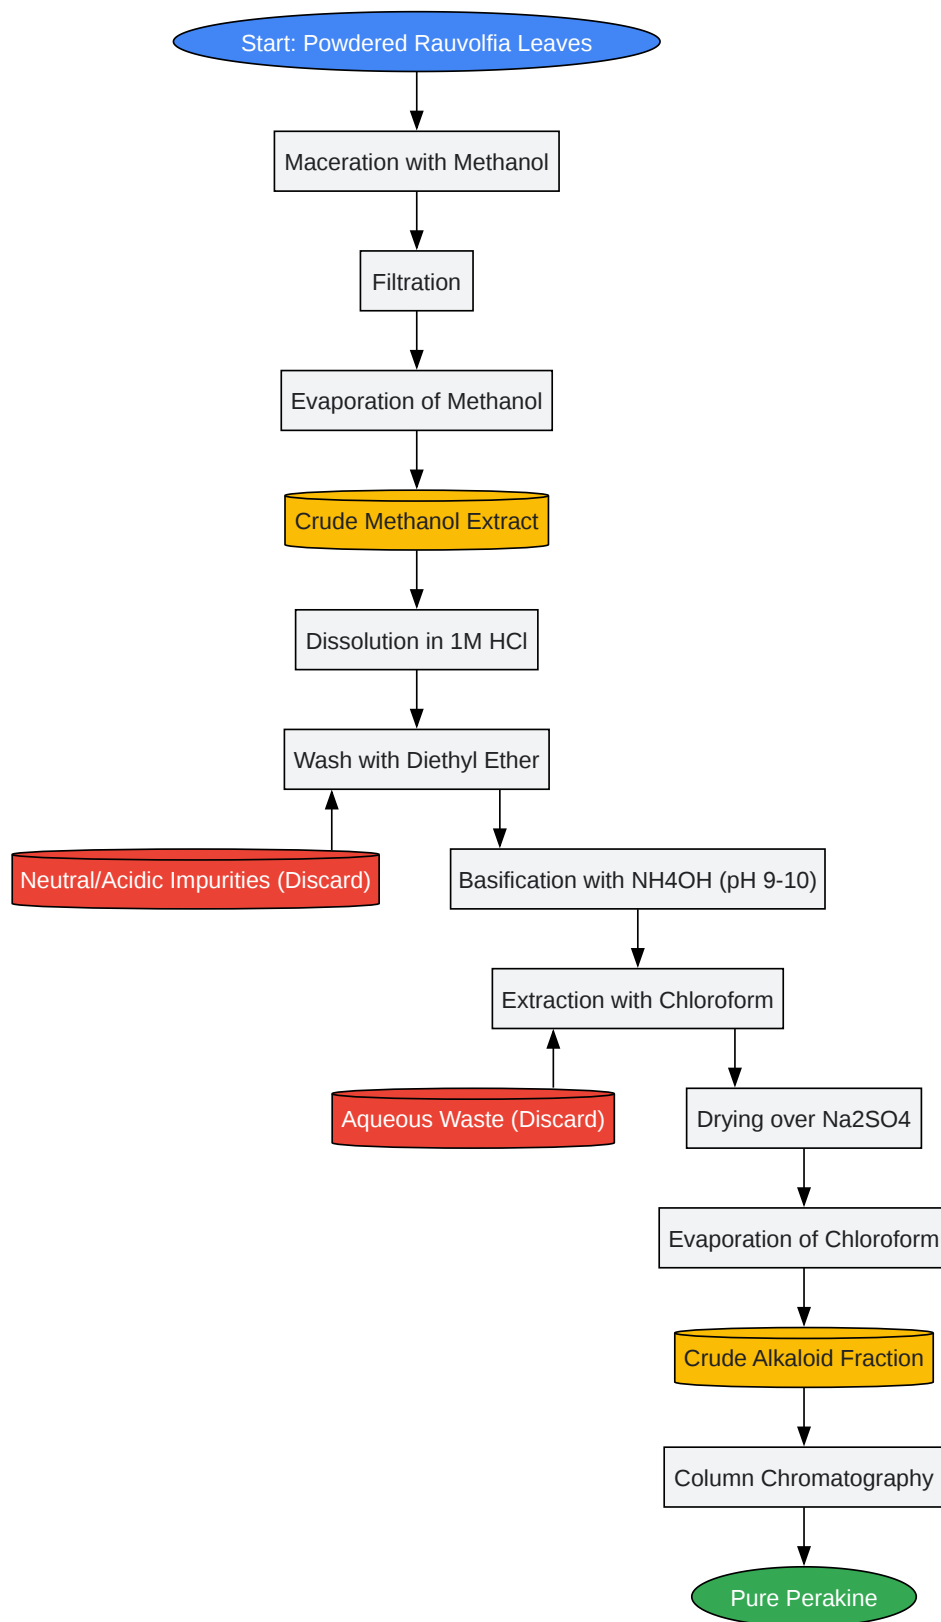 Start: Powdered Rauvolfia Leaves
Maceration with Methanol
Filtration
Evaporation of Methanol
Crude Methanol Extract
Dissolution in 1M HCl
Wash with Diethyl Ether
Neutral/Acidic Impurities (Discard)
Basification with NH4OH (pH 9-10)
Extraction with Chloroform
Aqueous Waste (Discard)
Drying over Na2SO4
Evaporation of Chloroform
Crude Alkaloid Fraction
Column Chromatography
Pure Perakine